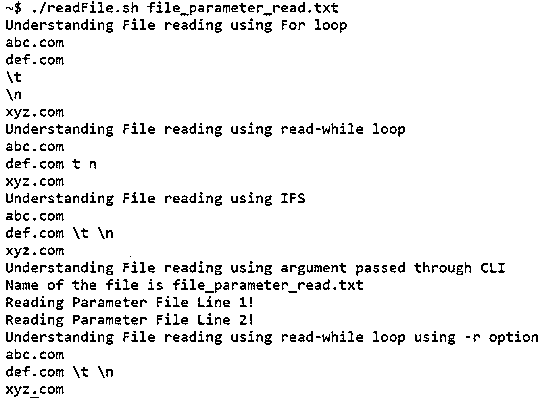 ~$ ./readFile.sh file_parameter_read.txt
Understanding File reading using For loop
abc.com
def.com
\t
\n
xyz.com
Understanding File reading using read-while loop
abc.com
def.com t n
xyz.com
Understanding File reading using IFS
abc.com
def.com \t \n
xyz.com
Understanding File reading using argument passed through CLI
Name of the file is file_parameter_read.txt
Reading Parameter File Line 1!
Reading Parameter File Line 2!
Understanding File reading using read-while loop using -r option
abc.com
def.com \t \n
xyz.com